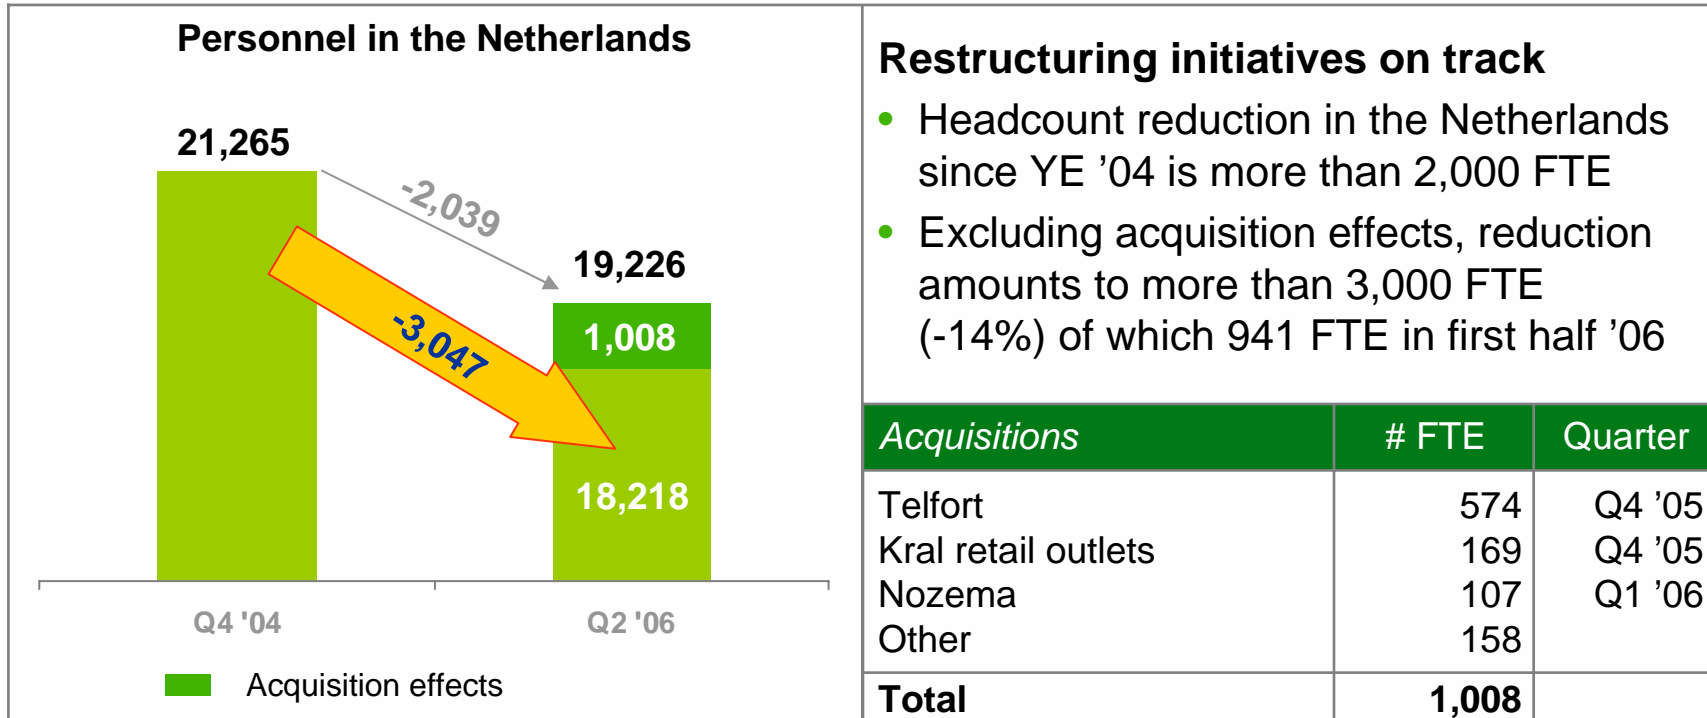 Personnel in the Netherlands
21,265
-2,039
19,226
-3,047
1,008
18,218
Q4 '04
Q2 '06
Acquisition effects
Restructuring initiatives on track
• Headcount reduction in the Netherlands
since YE ’04 is more than 2,000 FTE
• Excluding acquisition effects, reduction
amounts to more than 3,000 FTE
(-14%) of which 941 FTE in first half ’06
Acquisitions # FTE Quarter
Telfort 574 Q4 ’05
Kral retail outlets 169 Q4 ’05
Nozema 107 Q1 ’06
Other 158
Total 1,008